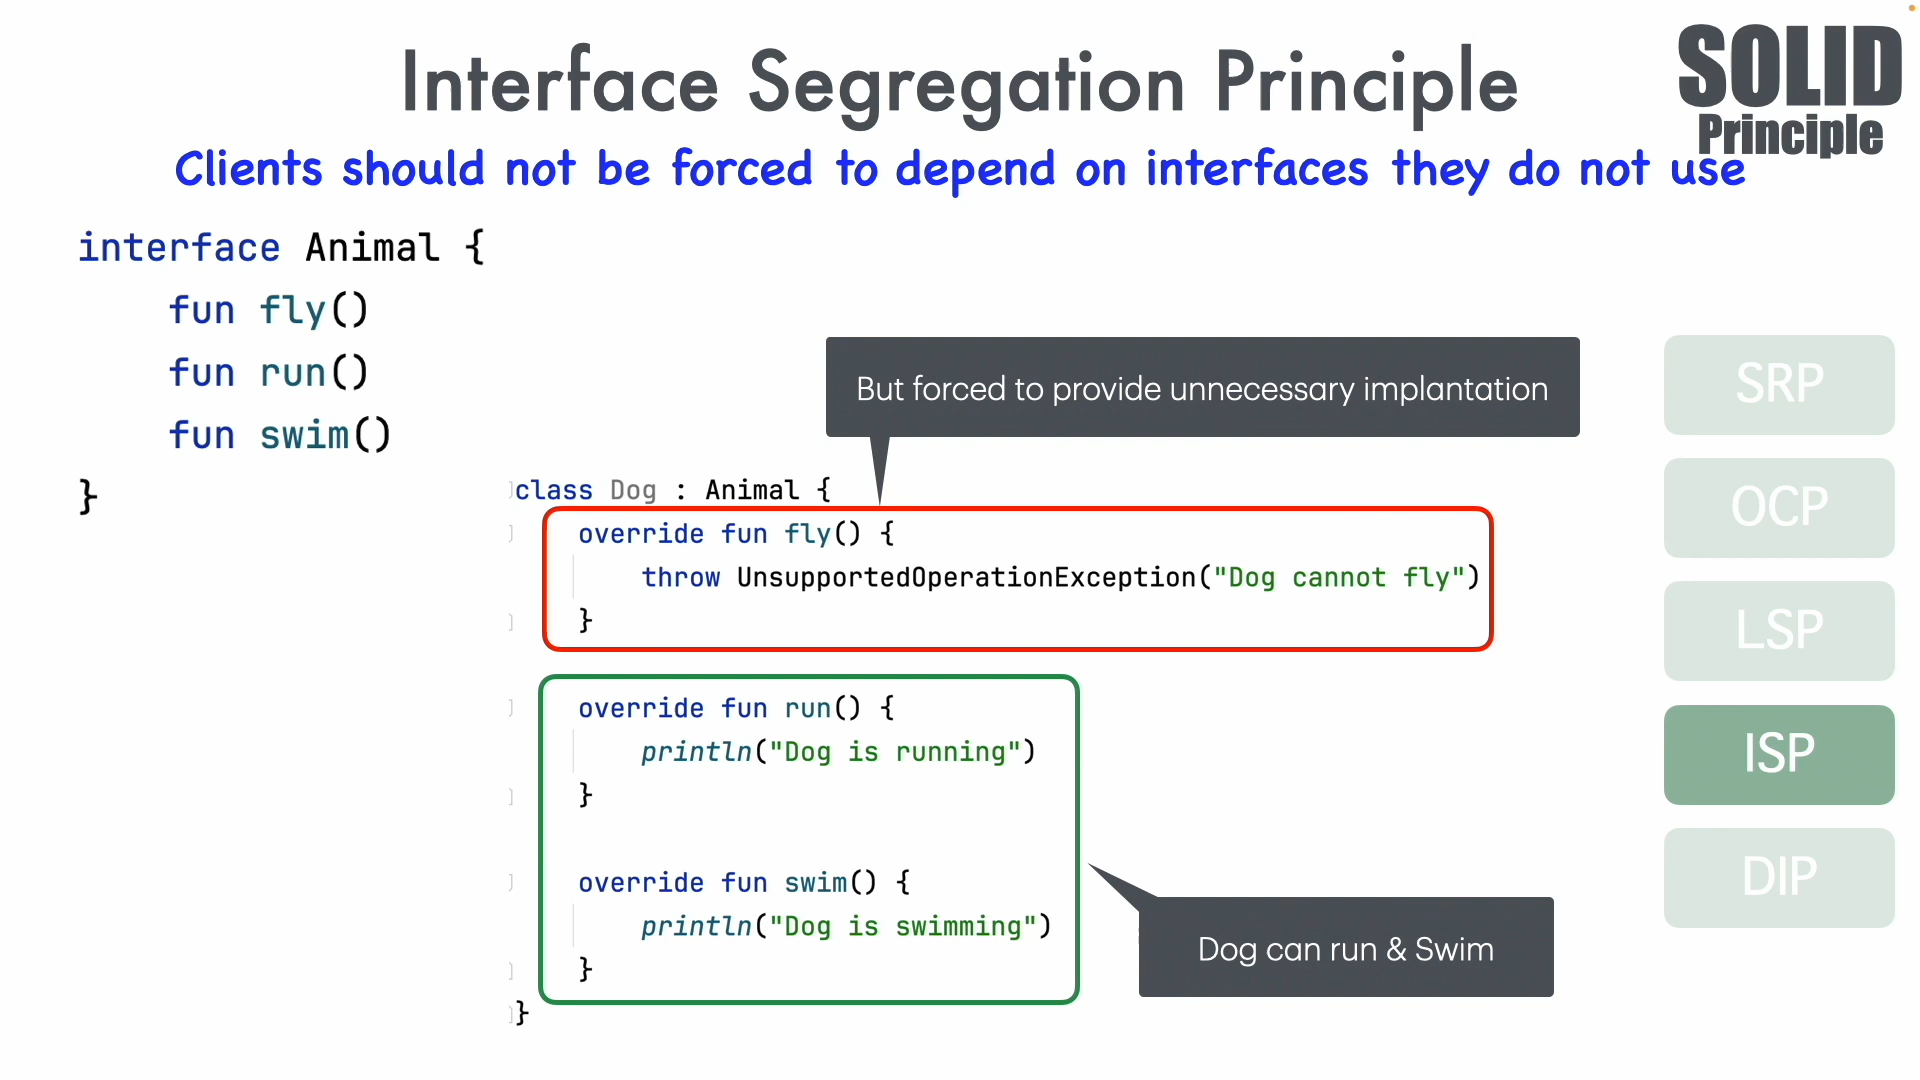 Interface Segregation Principle
SOLID
Principle
Clients should not be forced to depend on interfaces they do not use
interface Animal {
fun fly()
fun run()
fun swim()
}
But forced to provide unnecessary implantation
class Dog : Animal {
override fun fly() {
throw UnsupportedOperationException("Dog cannot fly")
}
override fun run() {
println("Dog is running")
}
override fun swim() {
println("Dog is swimming")
}
}
Dog can run & Swim
SRP
OCP
LSP
ISP
DIP